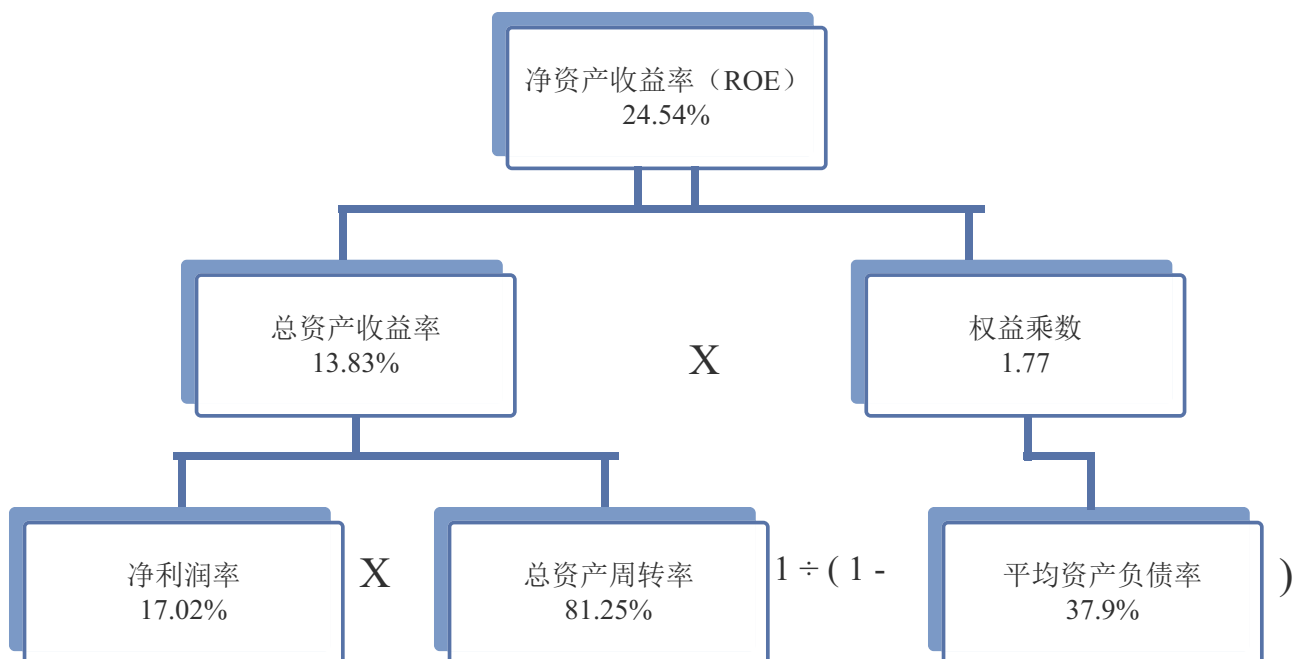 净资产收益率（ROE）
24.54%
总资产收益率
13.83%
X
权益乘数
1.77
净利润率
17.02%
X
总资产周转率
81.25%
1 ÷ ( 1 -
平均资产负债率
37.9%
)